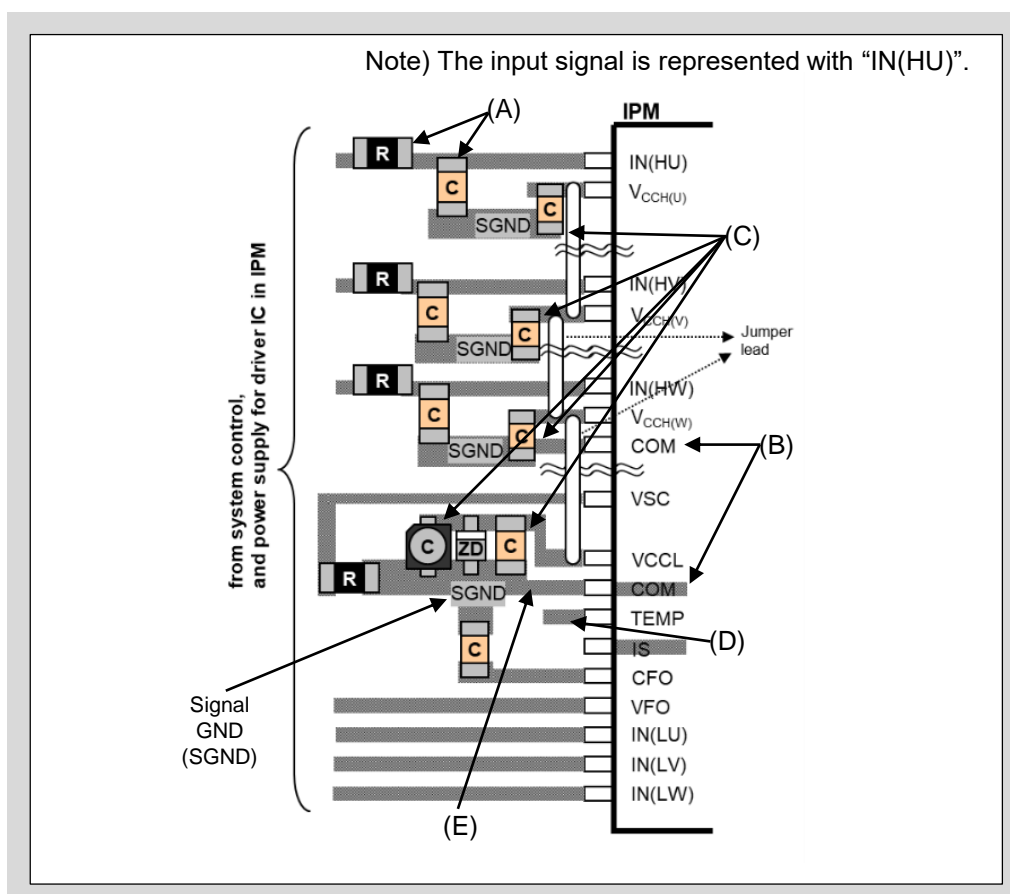 Note) The input signal is represented with “IN(HU)”.
(A)
IPM
R
IN(HU)
C
VCCH(U)
C
SGND
(C)
R
IN(HV)
C
VCCH(V)
C
Jumper
lead
SGND
R
IN(HW)
C
VCCH(W)
C
SGND
COM
(B)
from system control,
and power supply for driver IC in IPM
VSC
C
ZD
C
VCCL
R
SGND
COM
TEMP
(D)
C
IS
CFO
Signal
GND
(SGND)
VFO
IN(LU)
IN(LV)
IN(LW)
(E)